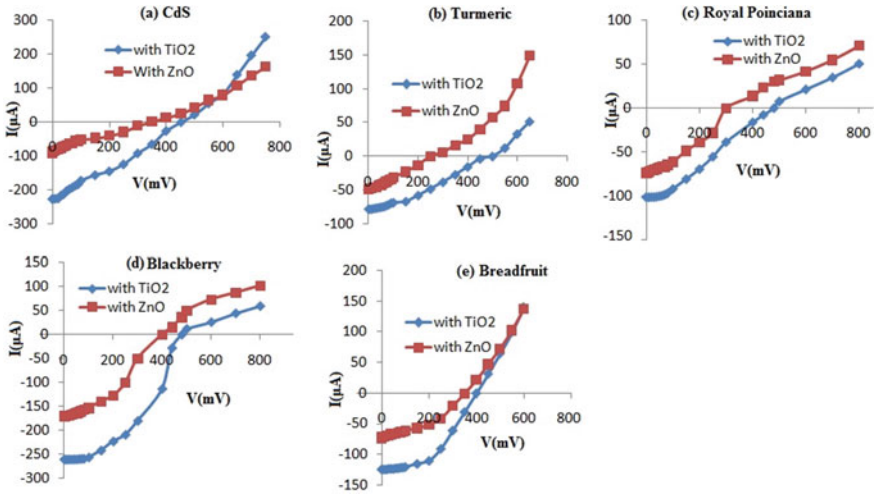 (a) CdS
300
200
100
0
-100
-200
-300
0 200 400 600 800
I(μA)
V(mV)
with TiO2
With ZnO
(b) Turmeric
200
150
100
50
0
-50
-100
0 200 400 600 800
I(μA)
V(mV)
with TiO2
with ZnO
(c) Royal Poinciana
100
50
0
-50
-100
-150
0 200 400 600 800
I(μA)
V(mV)
with TiO2
with ZnO
(d) Blackberry
150
100
50
0
-50
-100
-150
-200
-250
-300
0 200 400 600 800
I(μA)
V(mV)
with TiO2
with ZnO
(e) Breadfruit
200
150
100
50
0
-50
-100
-150
0 200 400 600 800
I(μA)
V(mV)
with TiO2
with ZnO